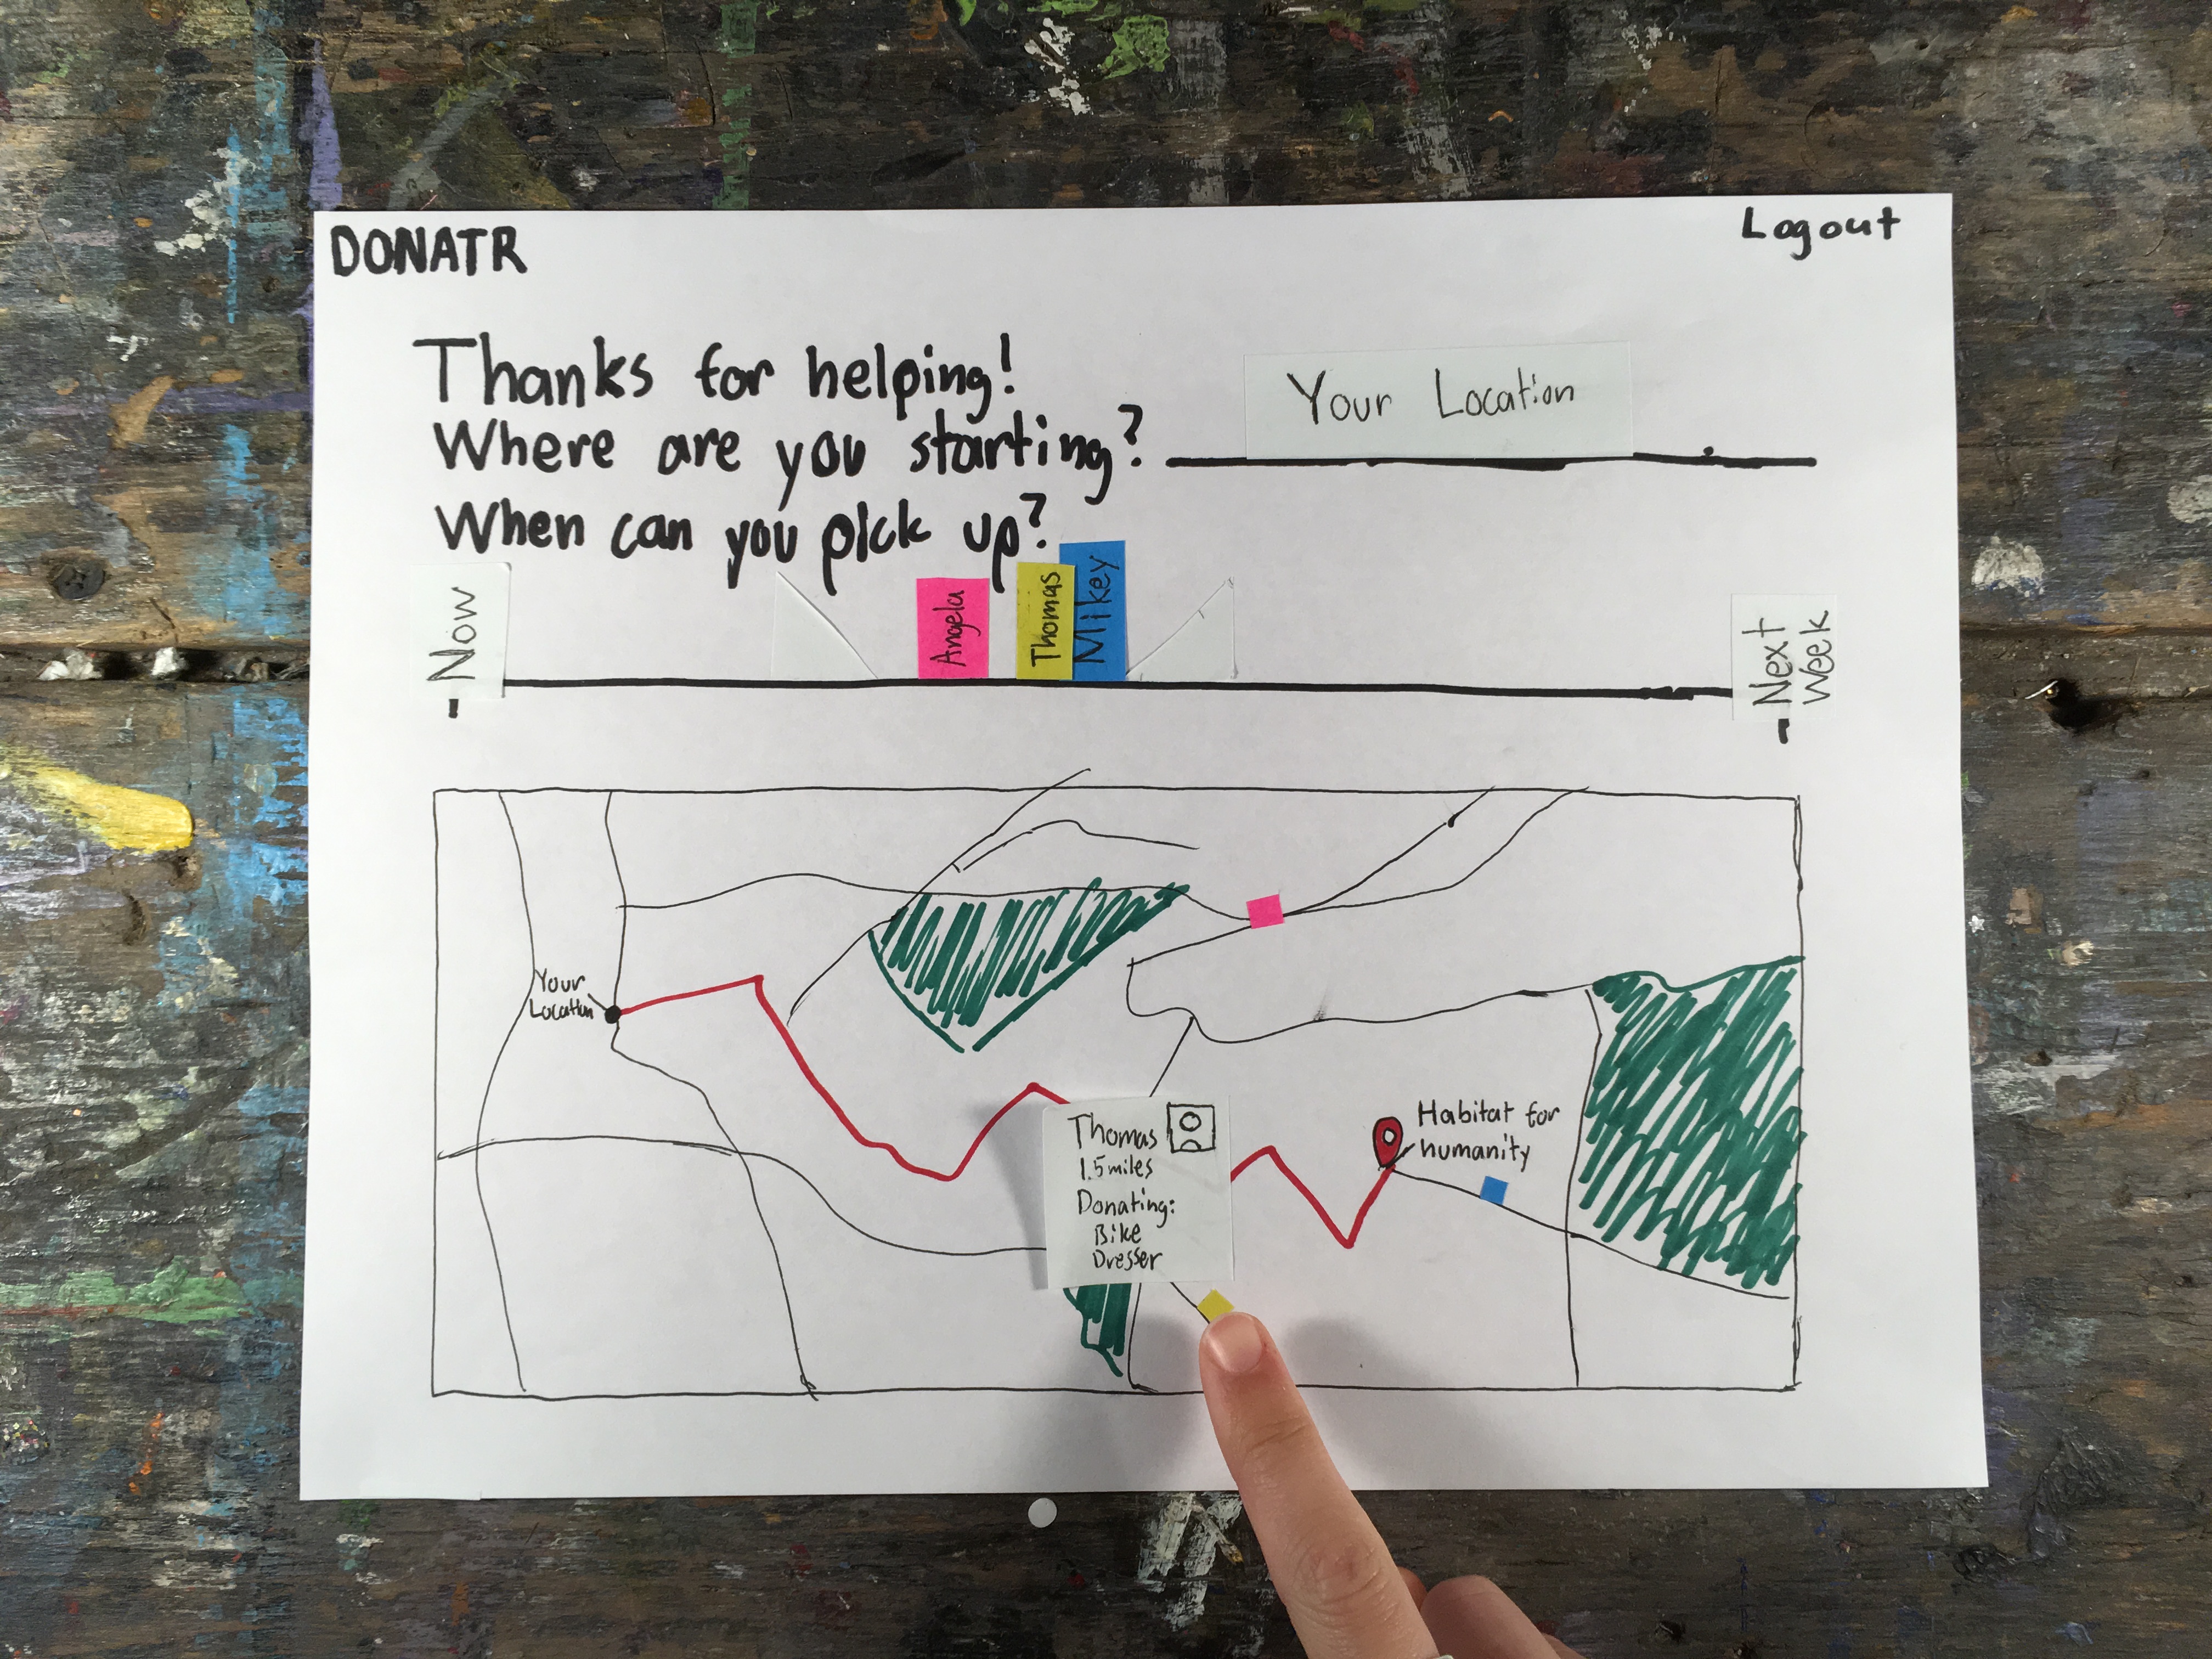 DONATR
Logout
Thanks for helping!
Where are you starting?
Your Location
When can you pick up?
Now
Angela
Thomas
Mikey
Next
Week
Your
Location
Thomas
1.5 miles
Donating:
Bike
Dresser
Habitat for
humanity